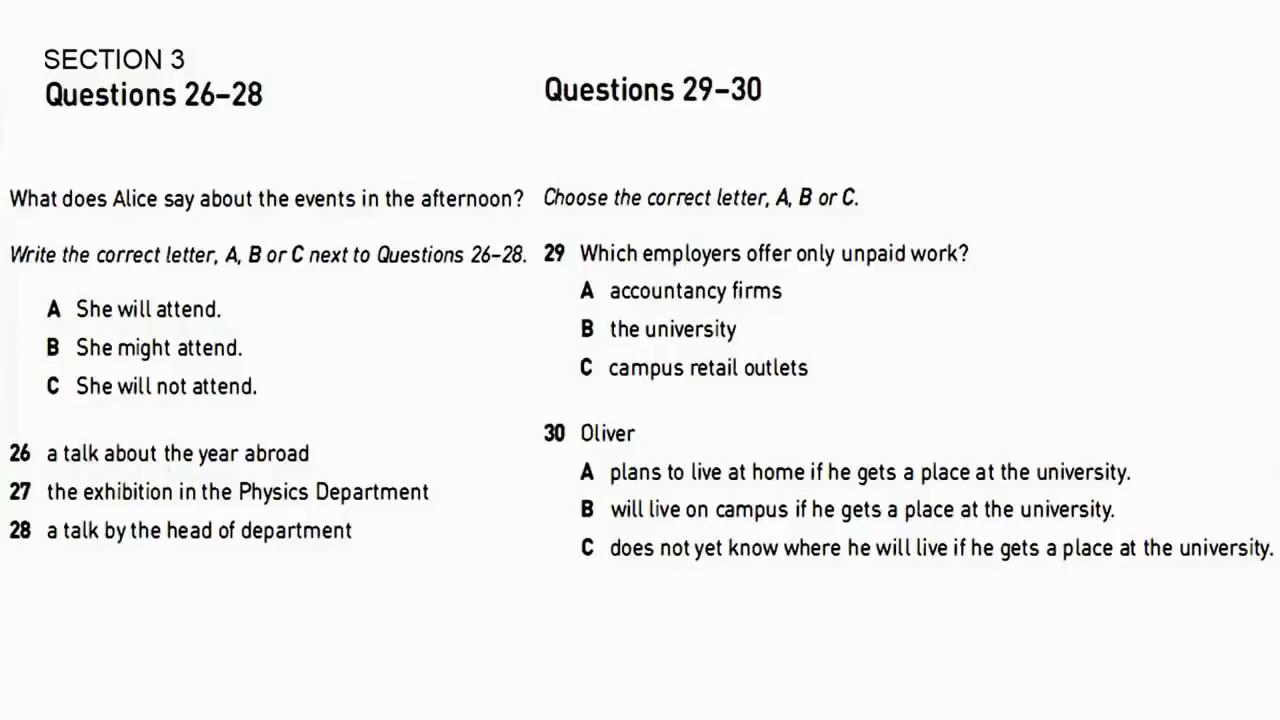 SECTION 3
Questions 26–28
What does Alice say about the events in the afternoon?
Write the correct letter, A, B or C next to Questions 26–28.
A She will attend.
B She might attend.
C She will not attend.
26 a talk about the year abroad
27 the exhibition in the Physics Department
28 a talk by the head of department
Questions 29–30
Choose the correct letter, A, B or C.
29 Which employers offer only unpaid work?
A accountancy firms
B the university
C campus retail outlets
30 Oliver
A plans to live at home if he gets a place at the university.
B will live on campus if he gets a place at the university.
C does not yet know where he will live if he gets a place at the university.